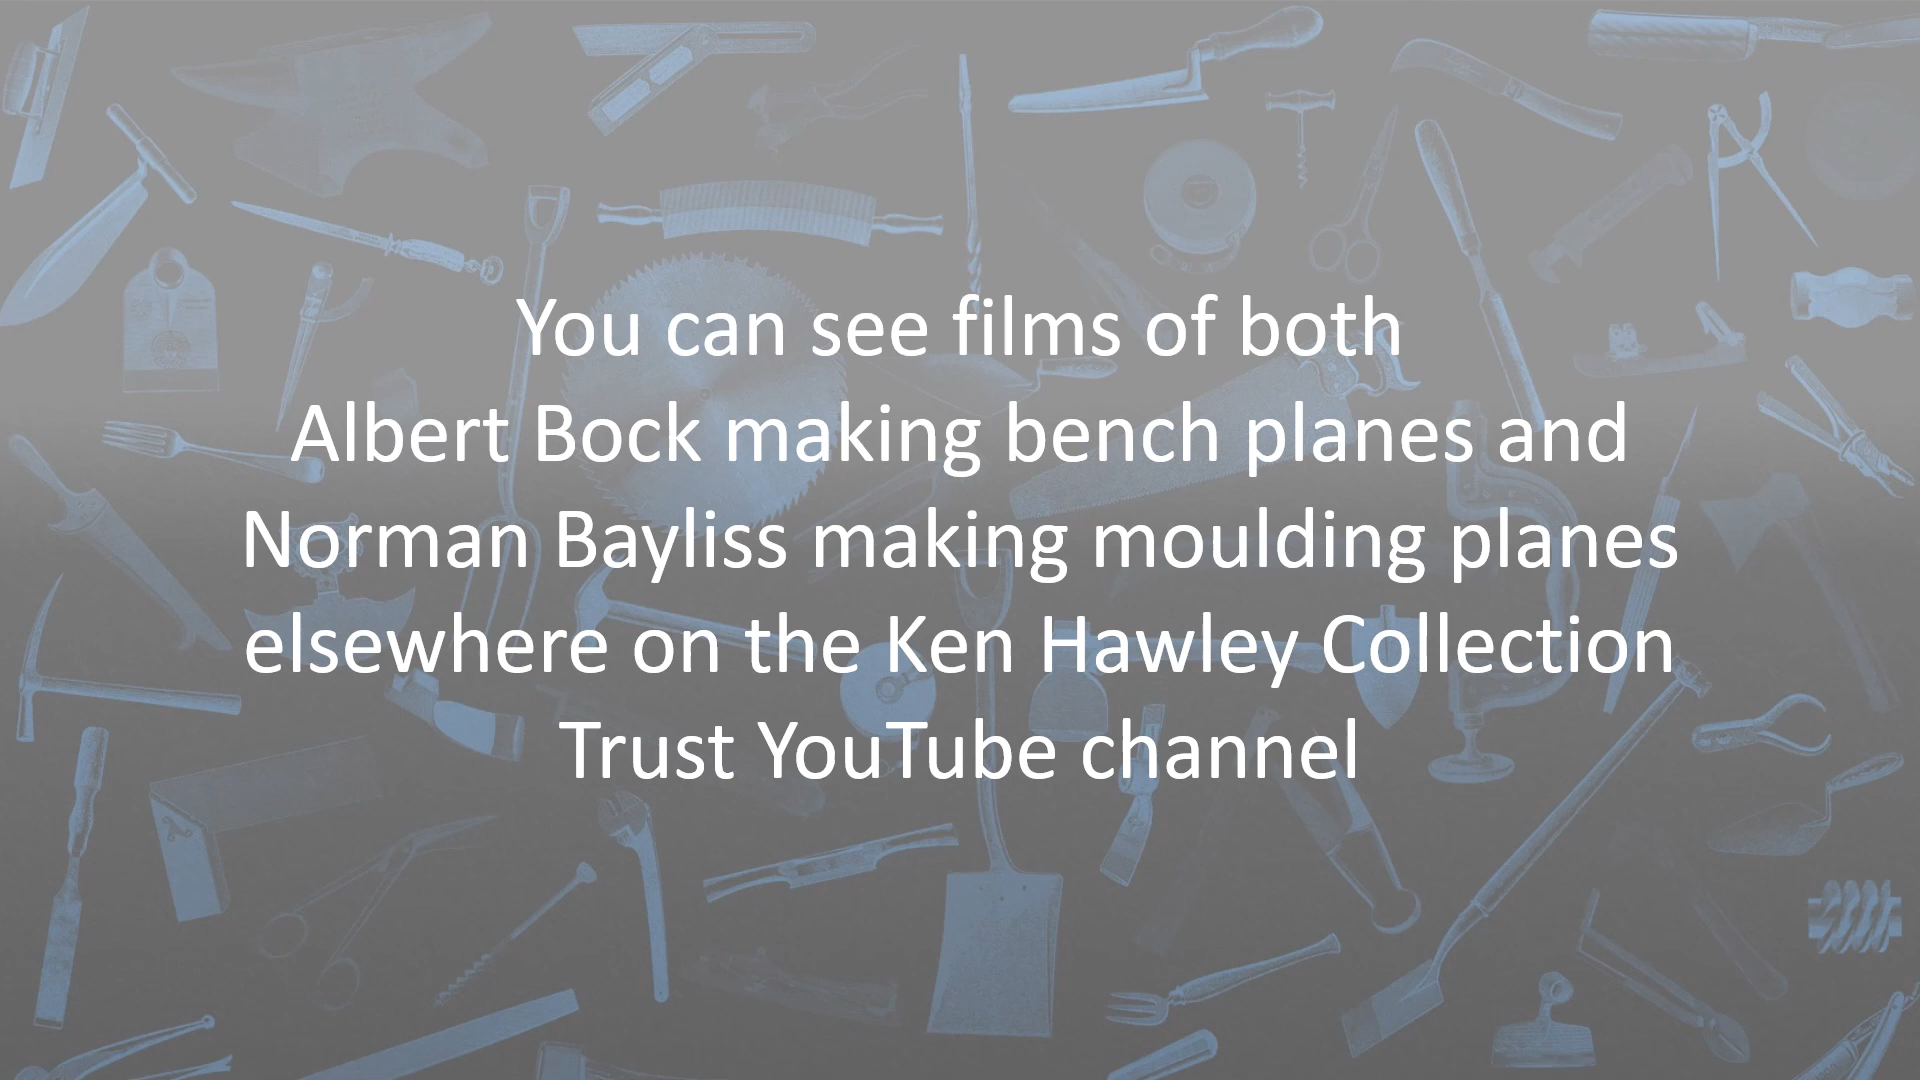 You can see films of both
Albert Bock making bench planes and
Norman Bayliss making moulding planes
elsewhere on the Ken Hawley Collection
Trust YouTube channel